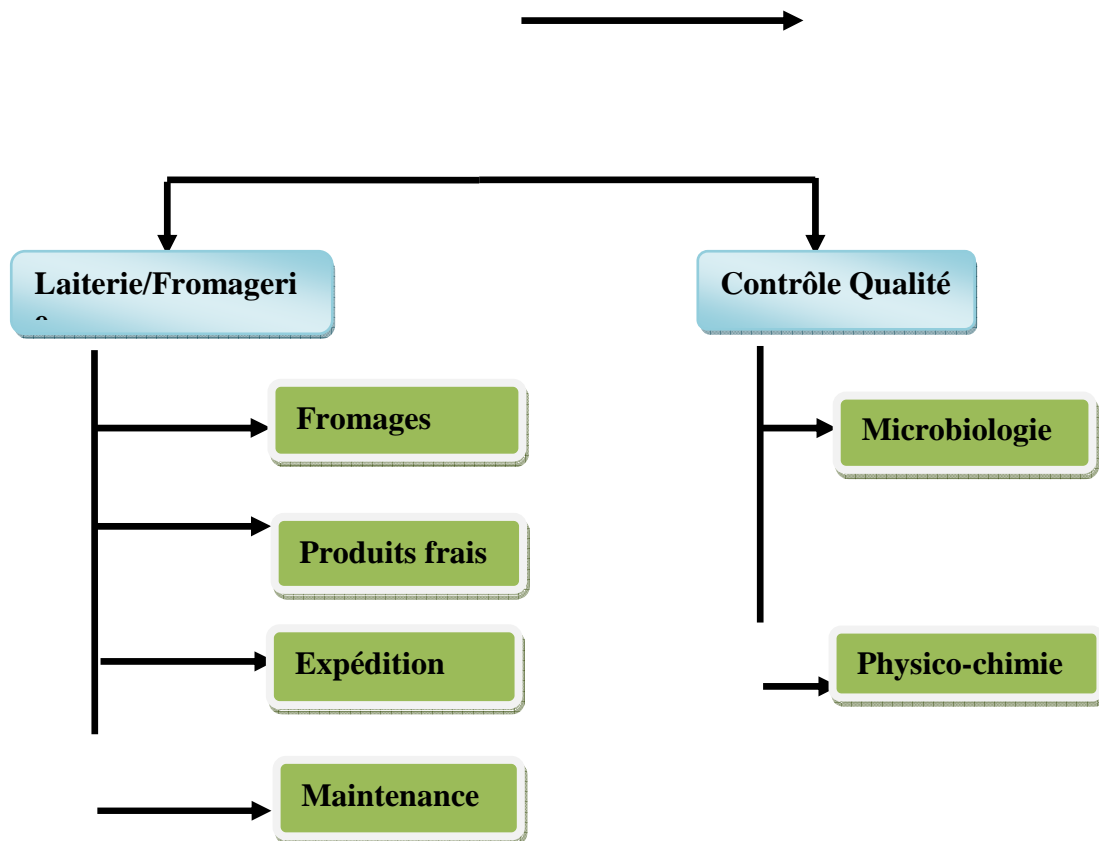 Laiterie/Fromageri
Contrôle Qualité
Fromages
Microbiologie
Produits frais
Expédition
Physico-chimie
Maintenance